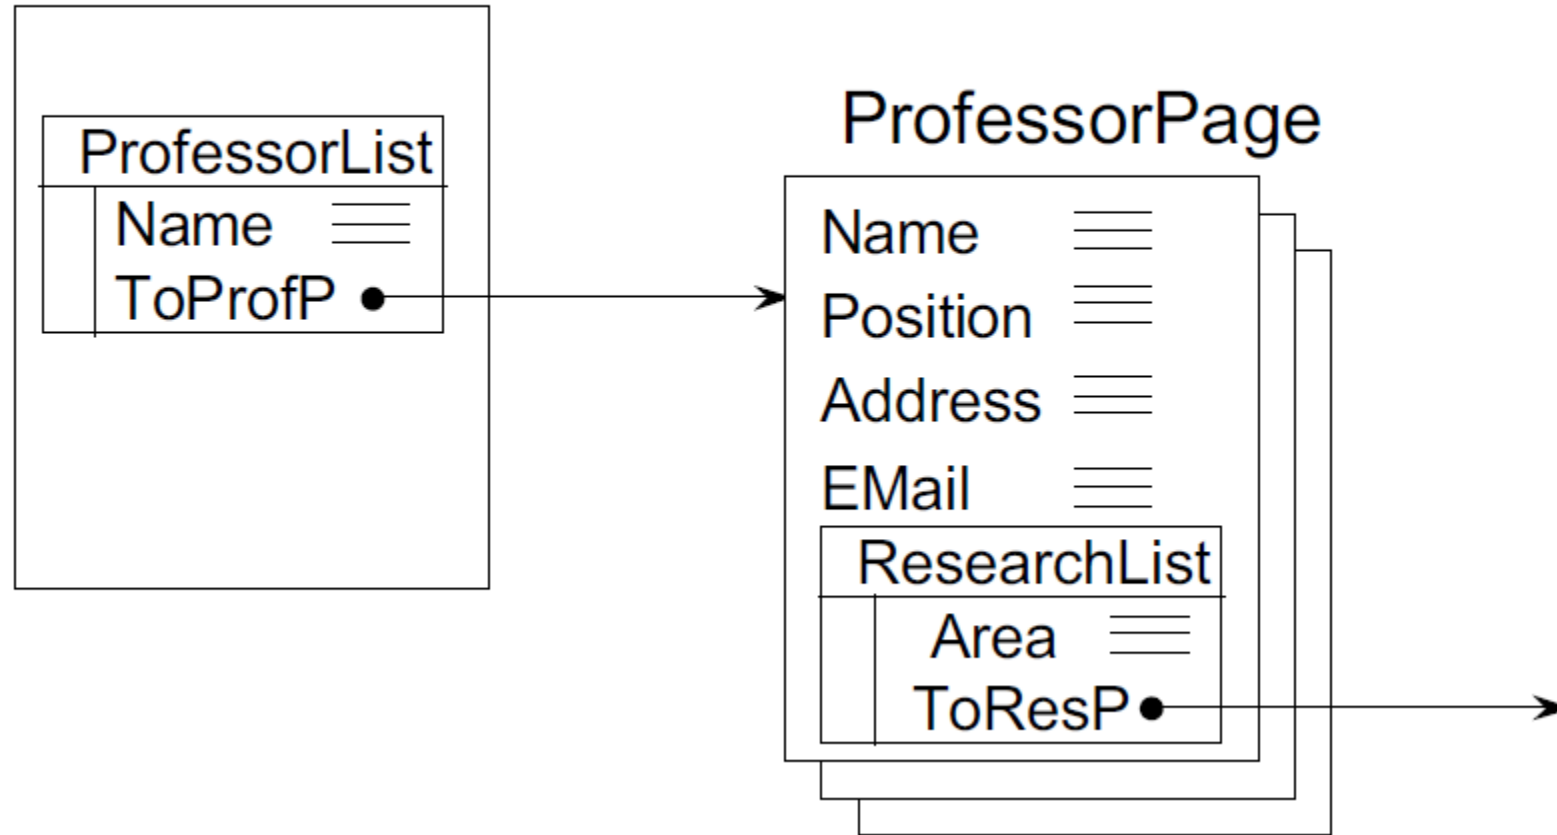 ProfessorList
Name
ToProfP
ProfessorPage
Name
Position
Address
EMail
ResearchList
Area
ToResP